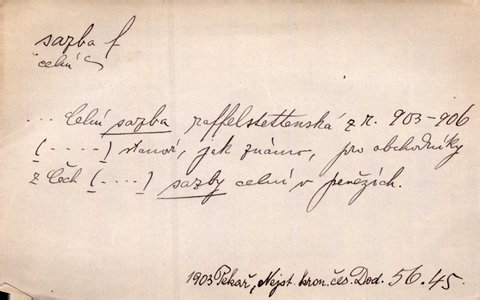 sazba f
celní
... Celní sazba raffelstettenská z r. 903-906
(----) stanoví, jak známo, pro obchodníky
z Čech (....) sazby celní v penězích.
1903 Pekař, Nejst. kron. čes. Dod. 56.45